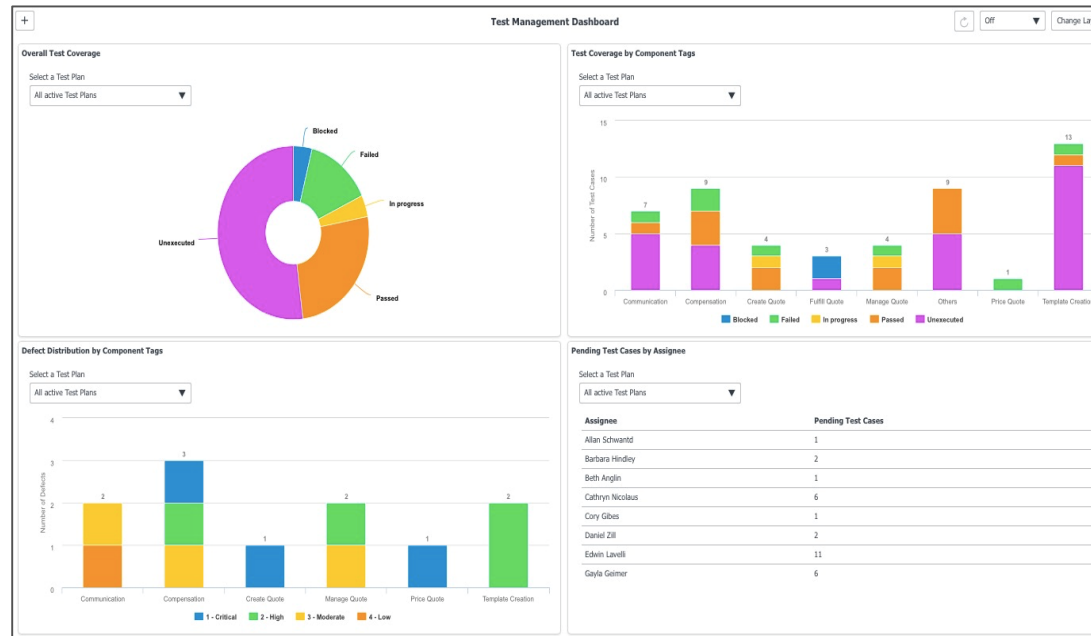 +
Test Management Dashboard
Off ▼
Change La
Overall Test Coverage
Select a Test Plan
All active Test Plans ▼
Blocked
Failed
In progress
Unexecuted
Passed
Test Coverage by Component Tags
Select a Test Plan
All active Test Plans ▼
Number of Test Cases
15
10
5
0
7
9
4
3
4
9
1
13
Communication Compensation Create Quote Fulfill Quote Manage Quote Others Price Quote Template Creatio
Blocked Failed In progress Passed Unexecuted
Defect Distribution by Component Tags
Select a Test Plan
All active Test Plans ▼
Number of Defects
4
3
2
1
0
2
3
1
2
1
2
Communication Compensation Create Quote Manage Quote Price Quote Template Creation
1 - Critical 2 - High 3 - Moderate 4 - Low
Pending Test Cases by Assignee
Select a Test Plan
All active Test Plans ▼
Assignee Pending Test Cases
Allan Schwantd 1
Barbara Hindley 2
Beth Anglin 1
Cathryn Nicolaus 6
Cory Gibes 1
Daniel Zill 2
Edwin Lavelli 11
Gayla Geimer 6